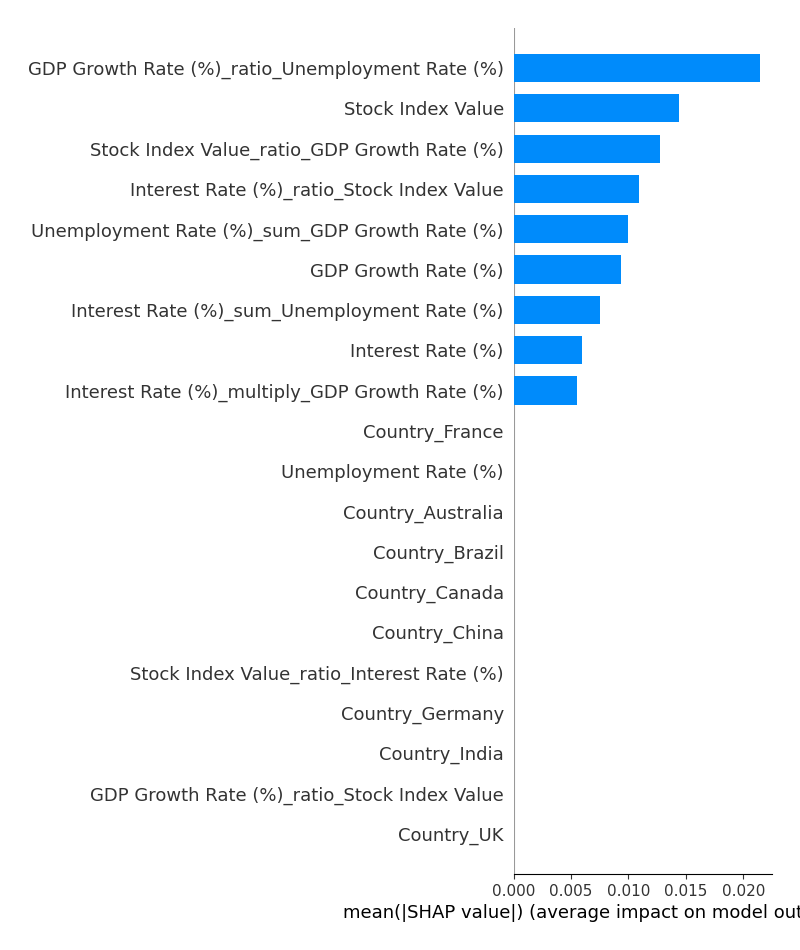 GDP Growth Rate (%)_ratio_Unemployment Rate (%)
Stock Index Value
Stock Index Value_ratio_GDP Growth Rate (%)
Interest Rate (%)_ratio_Stock Index Value
Unemployment Rate (%)_sum_GDP Growth Rate (%)
GDP Growth Rate (%)
Interest Rate (%)_sum_Unemployment Rate (%)
Interest Rate (%)
Interest Rate (%)_multiply_GDP Growth Rate (%)
Country_France
Unemployment Rate (%)
Country_Australia
Country_Brazil
Country_Canada
Country_China
Stock Index Value_ratio_Interest Rate (%)
Country_Germany
Country_India
GDP Growth Rate (%)_ratio_Stock Index Value
Country_UK
0.000 0.005 0.010 0.015 0.020
mean(|SHAP value|) (average impact on model out